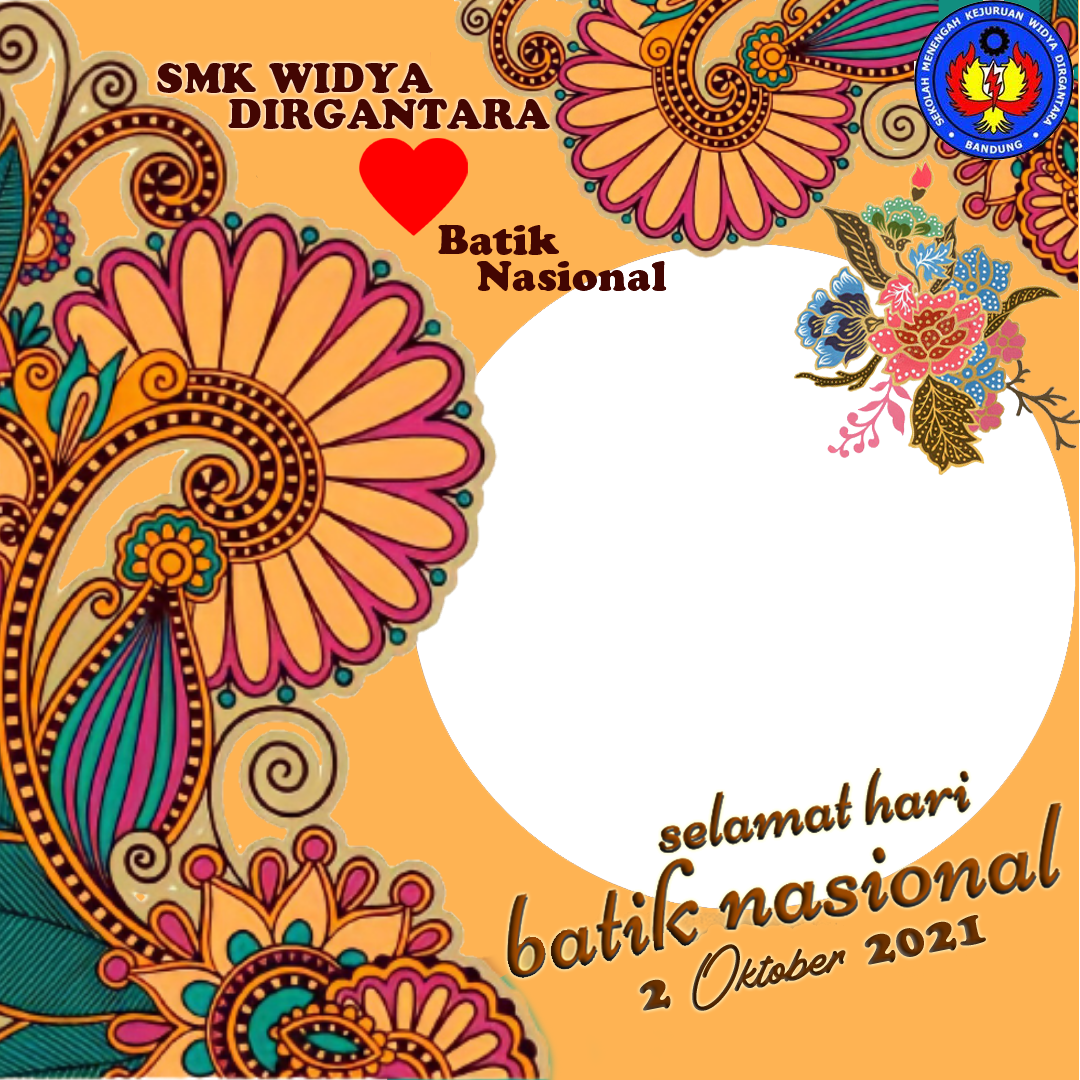 SMK WIDYA
DIRGANTARA
Batik
Nasional
SEKOLAH MENENGAH KEJURUAN WIDYA DIRGANTARA
• BANDUNG •
selamat hari
batik nasional
2 Oktober 2021